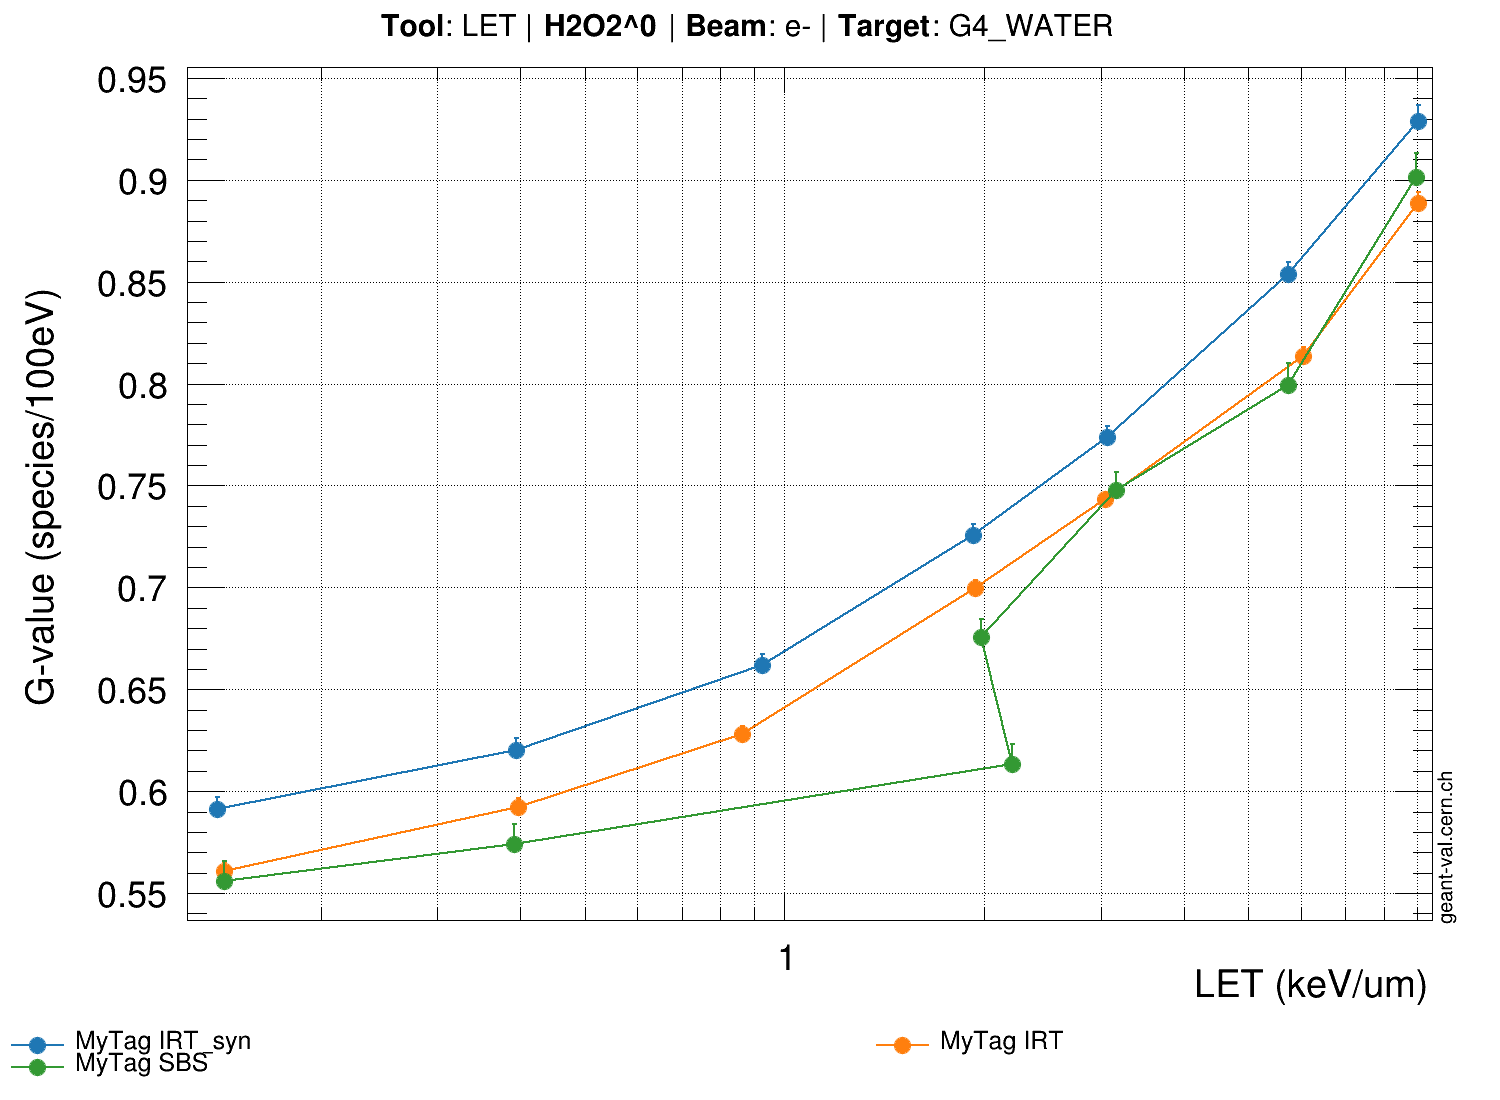 Tool: LET | H2O2^0 | Beam: e- | Target: G4_WATER
0.95
0.9
0.85
0.8
0.75
0.7
0.65
0.6
0.55
G-value (species/100eV)
1
LET (keV/um)
geant-val.cern.ch
MyTag IRT_syn
MyTag IRT
MyTag SBS